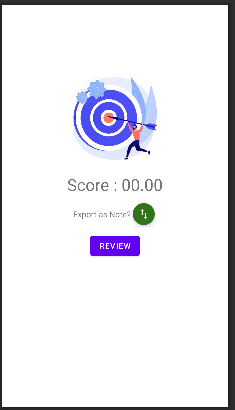 Score : 00.00
Export as Note?
REVIEW